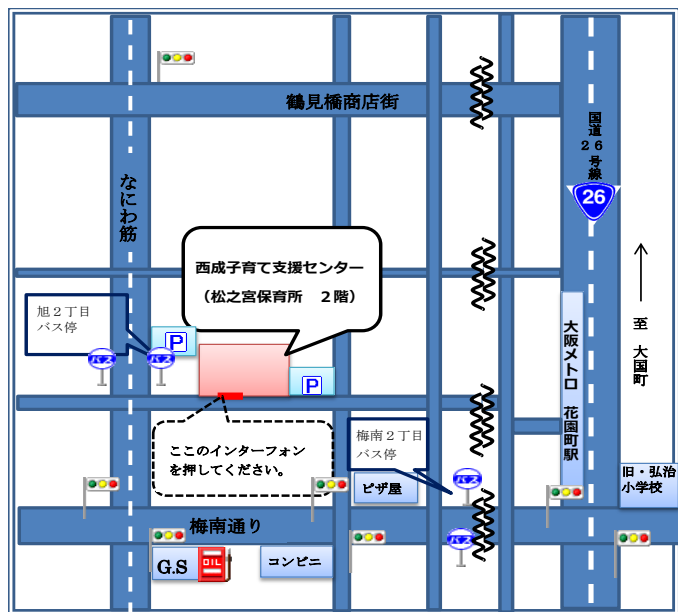 鶴見橋商店街
国道２６号線
26
なにわ筋
西成子育て支援センター
（松之宮保育所　２階）
旭２丁目
バス停
P
バス
バス
P
至　大国町
大阪メトロ　花園町駅
ここのインターフォン
を押してください。
梅南２丁目
バス停
ピザ屋
バス
旧・弘治
小学校
梅南通り
バス
G.S
OIL
コンビニ